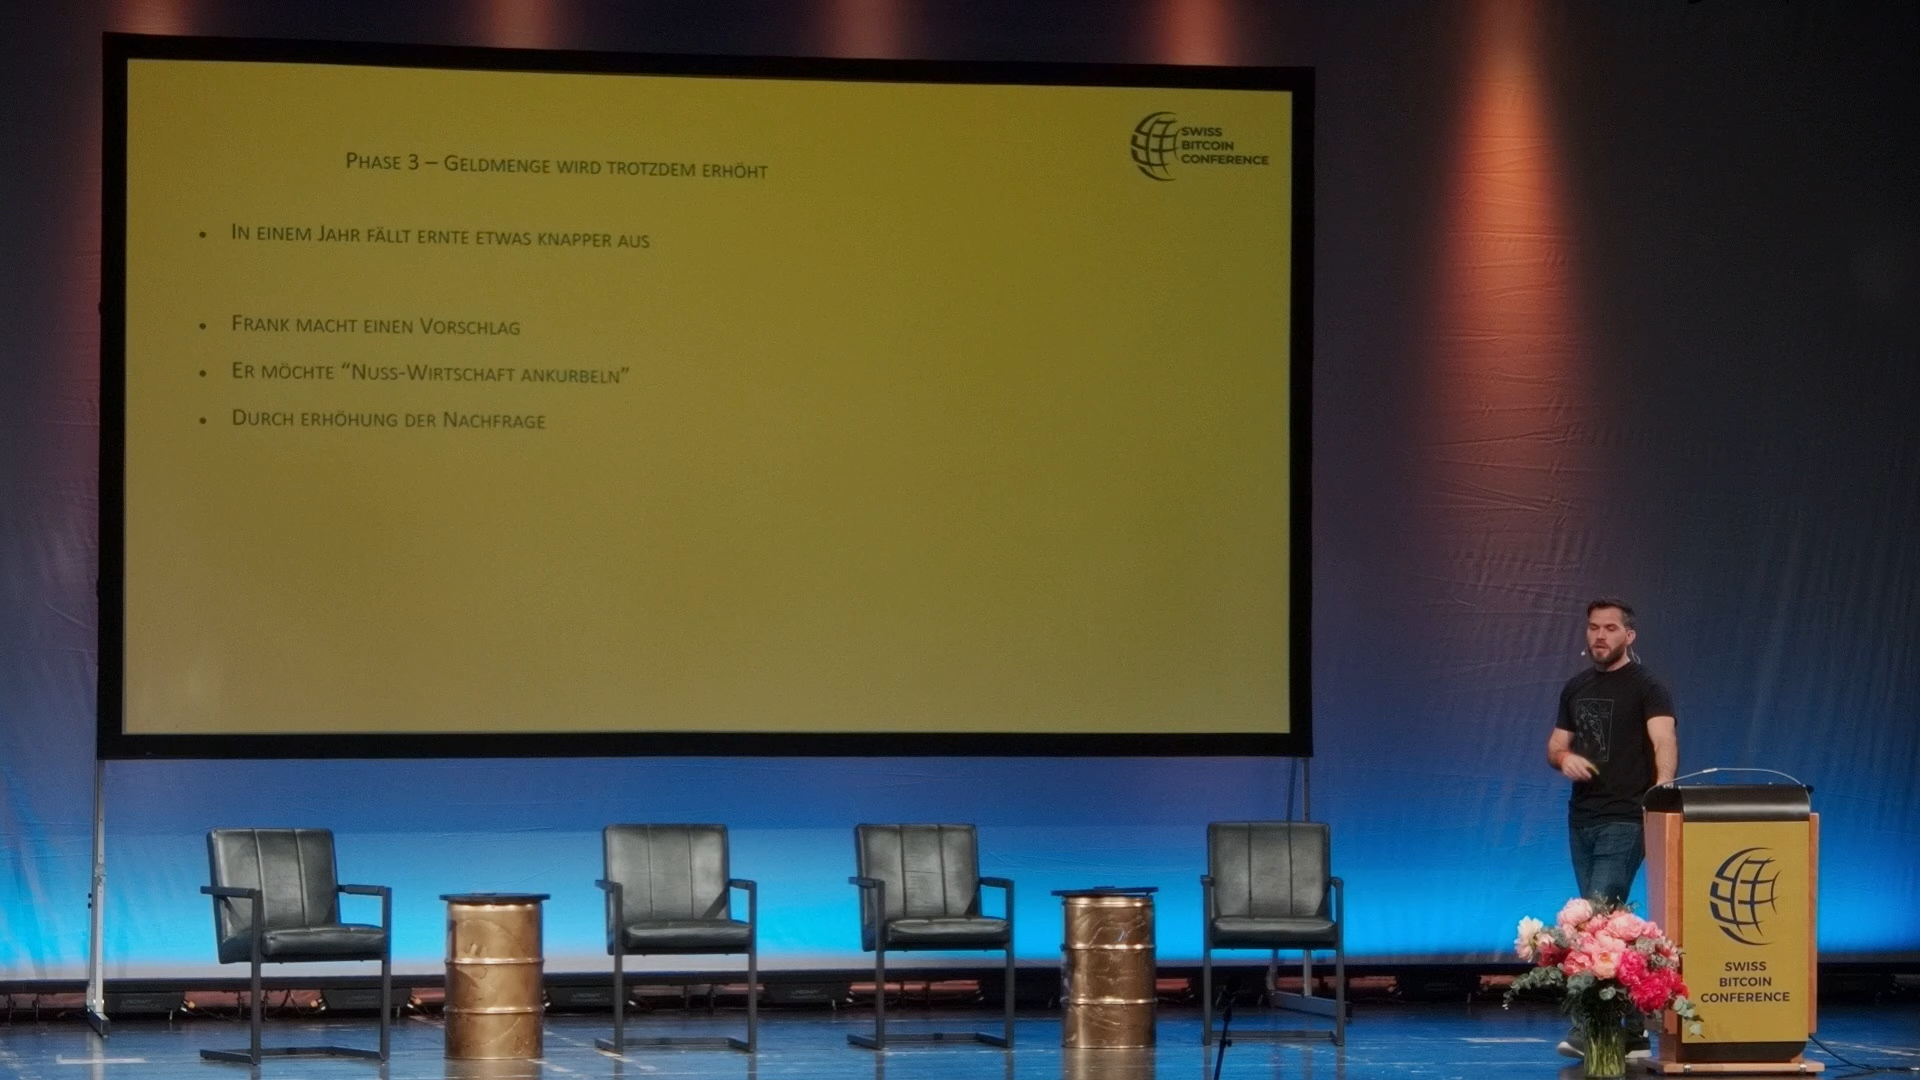 Phase 3 – Geldmenge wird trotzdem erhöht
SWISS
BITCOIN
CONFERENCE
• In einem Jahr fällt ernte etwas knapper aus
• Frank macht einen Vorschlag
• Er möchte “Nuss-Wirtschaft ankurbeln”
• Durch erhöhung der Nachfrage
SWISS
BITCOIN
CONFERENCE